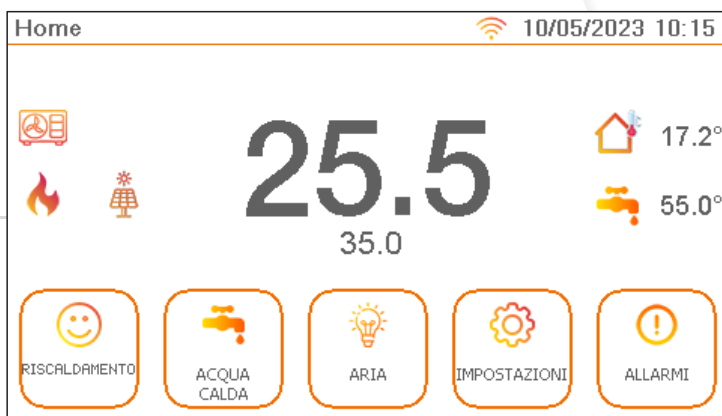 Home 10/05/2023 10:15
25.5
35.0
17.2°
55.0°
RISCALDAMENTO
ACQUA
CALDA
ARIA
IMPOSTAZIONI
ALLARMI